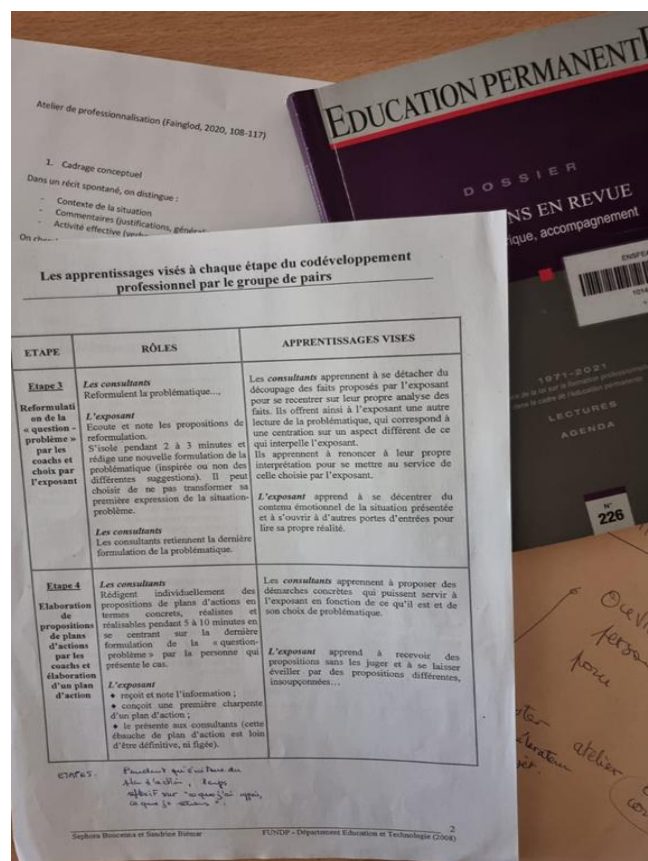 Atelier de professionnalisation (Fainglod, 2020, 108-117)
1. Cadrage conceptuel
Dans un récit spontané, on distingue :
- Contexte de la situation
- Commentaires (justifications,
- Activité effective
EDUCATION PERMANENT
DOSSIER
NS EN REVUE
rique, accompagnement
1971-2021
LECTURES
AGENDA
N°
226
Les apprentissages visés à chaque étape du codéveloppement
professionnel par le groupe de pairs
ETAPE
RÔLES
APPRENTISSAGES VISES
Etape 3
Reformulati
on de la
« question -
problème »
par les
coachs et
choix par
l'exposant
Les consultants
Reformulent la problématique...,
L'exposant
Ecoute et note les propositions de
reformulation.
S'isole pendant 2 à 3 minutes et
rédige une nouvelle formulation de la
problématique (inspirée ou non des
différentes suggestions). Il peut
choisir de ne pas transformer sa
première expression de la situation-
problème.
Les consultants
Les consultants retiennent la dernière
formulation de la problématique.
Les consultants apprennent à se détacher du
découpage des faits proposés par l'exposant
pour se recentrer sur leur propre analyse des
faits. Ils offrent ainsi à l'exposant une autre
lecture de la problématique, qui correspond à
une centration sur un aspect différent de ce
qui interpelle l'exposant.
Ils apprennent à renoncer à leur propre
interprétation pour se mettre au service de
celle choisie par l'exposant.
L'exposant apprend à se décentrer du
contenu émotionnel de la situation présentée
et à s'ouvrir à d'autres portes d'entrées pour
lire sa propre réalité.
Etape 4
Elaboration
de
propositions
de plans
d'actions
par les
coachs et
élaboration
d'un plan
d'action
Les consultants
Rédigent individuellement des
propositions de plans d'actions en
termes concrets, réalistes et
réalisables pendant 5 à 10 minutes en
se centrant sur la dernière
formulation de la « question-
problème » par la personne qui
présente le cas.
L'exposant
♦ reçoit et note l'information ;
♦ conçoit une première charpente
d'un plan d'action ;
♦ le présente aux consultants (cette
ébauche de plan d'action est loin
d'être définitive, ni figée).
Les consultants apprennent à proposer des
démarches concrètes qui puissent servir à
l'exposant en fonction de ce qu'il est et de
son choix de problématique.
L'exposant apprend à recevoir des
propositions sans les juger et à se laisser
éveiller par des propositions différentes,
insoupçonnées...
2
Sephora Boucenna et Sandrine Biémar
FUNDP - Département Education et Technologie (2008)
pour
atelier